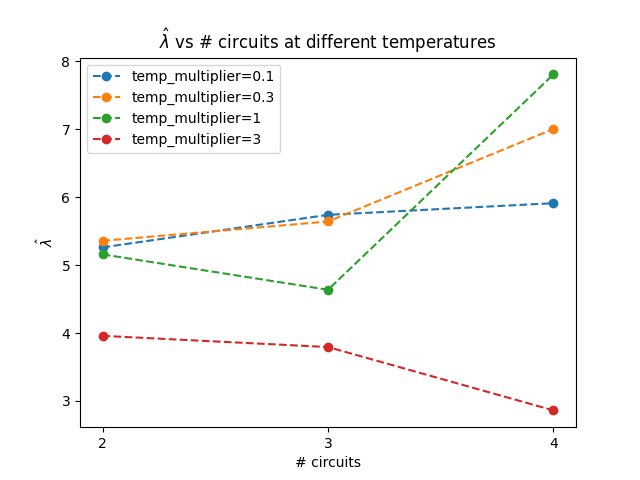 λ̂ vs # circuits at different temperatures
8
7
6
5
4
3
λ̂
temp_multiplier=0.1
temp_multiplier=0.3
temp_multiplier=1
temp_multiplier=3
2 3 4
# circuits